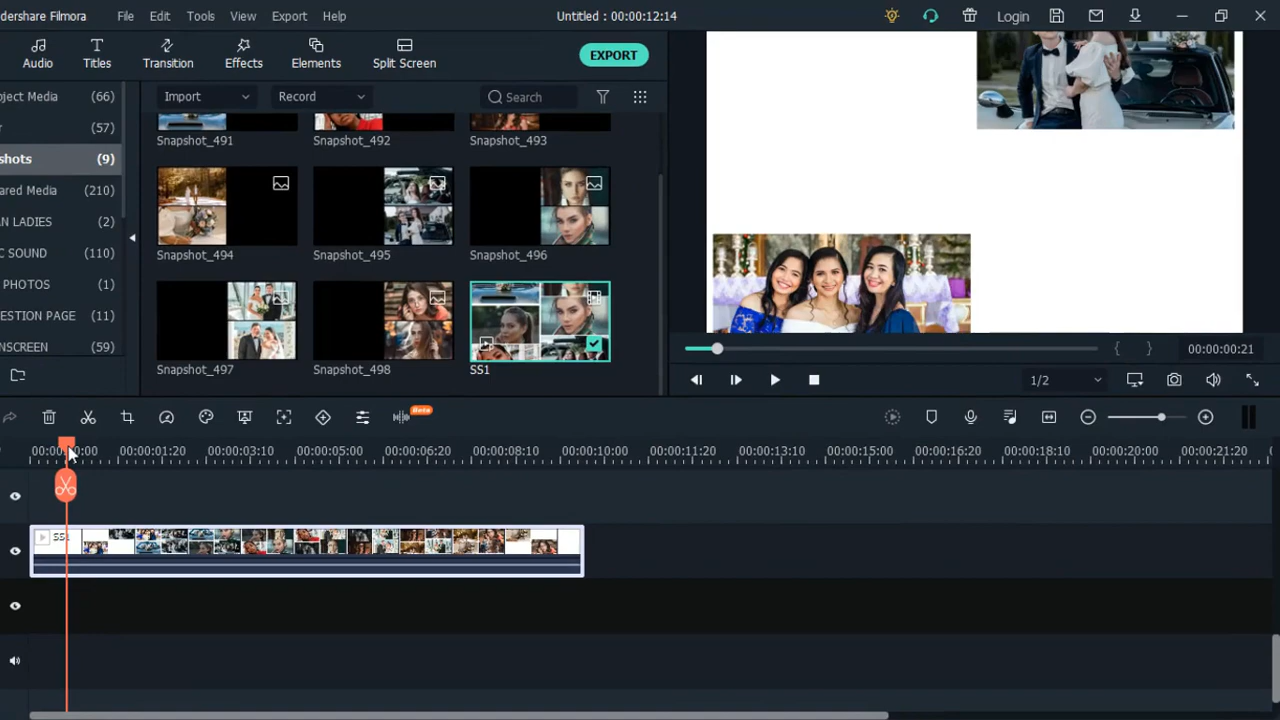 dershare Filmora
File
Edit
Tools
View
Export
Help
Untitled : 00:00:12:14
Login
Audio
Titles
Transition
Effects
Elements
Split Screen
EXPORT
oject Media (66)
r (57)
shots (9)
ared Media (210)
AN LADIES (2)
IC SOUND (110)
PHOTOS (1)
ESTION PAGE (11)
NSCREEN (59)
Import
Record
Search
Snapshot_491
Snapshot_492
Snapshot_493
Snapshot_494
Snapshot_495
Snapshot_496
Snapshot_497
Snapshot_498
SS1
00:00:00:21
1/2
Beta
00:00:01:20
00:00:03:10
00:00:05:00
00:00:06:20
00:00:08:10
00:00:10:00
00:00:11:20
00:00:13:10
00:00:15:00
00:00:16:20
00:00:18:10
00:00:20:00
00:00:21:20